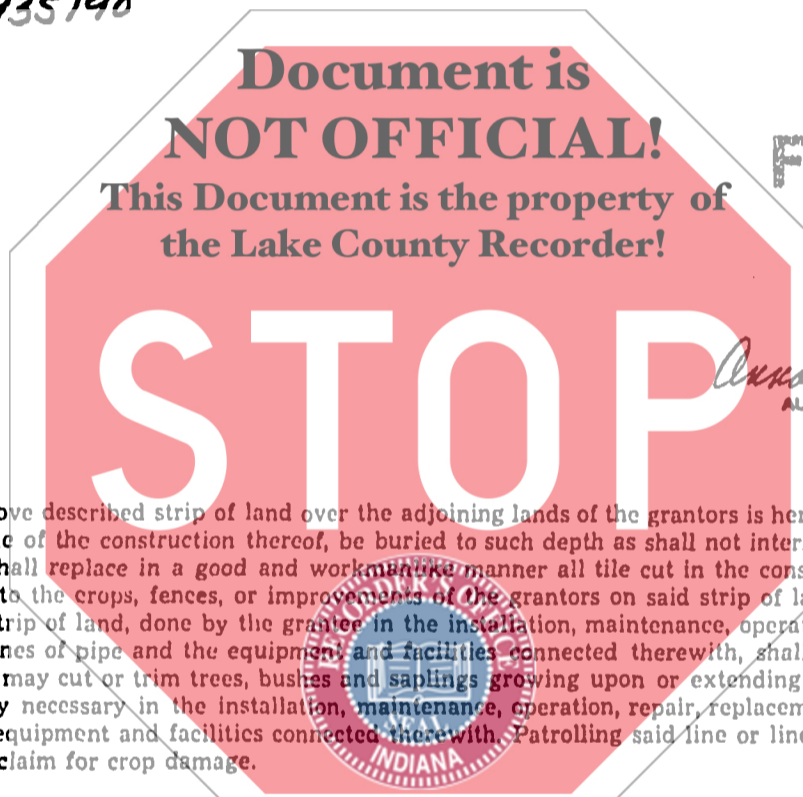 Document is
NOT OFFICIAL!
This Document is the property of
the Lake County Recorder!
STOP
ove described strip of land over the adjoining lands of the grantors is her
of the construction thereof, be buried to such depth as shall not inter
hall replace in a good and workmanlike manner all tile cut in the cons
to the crops, fences, or improvements of the grantors on said strip of la
trip of land, done by the grantee in the installation, maintenance, opera
nes of pipe and the equipment and facilities connected therewith, shal
may cut or trim trees, bushes and saplings growing upon or extending
y necessary in the installation, maintenance, operation, repair, replacem
equipment and facilities connected therewith. Patrolling said line or line
claim for crop damage.
RECORDER'S OFFICE
SEAL
INDIANA